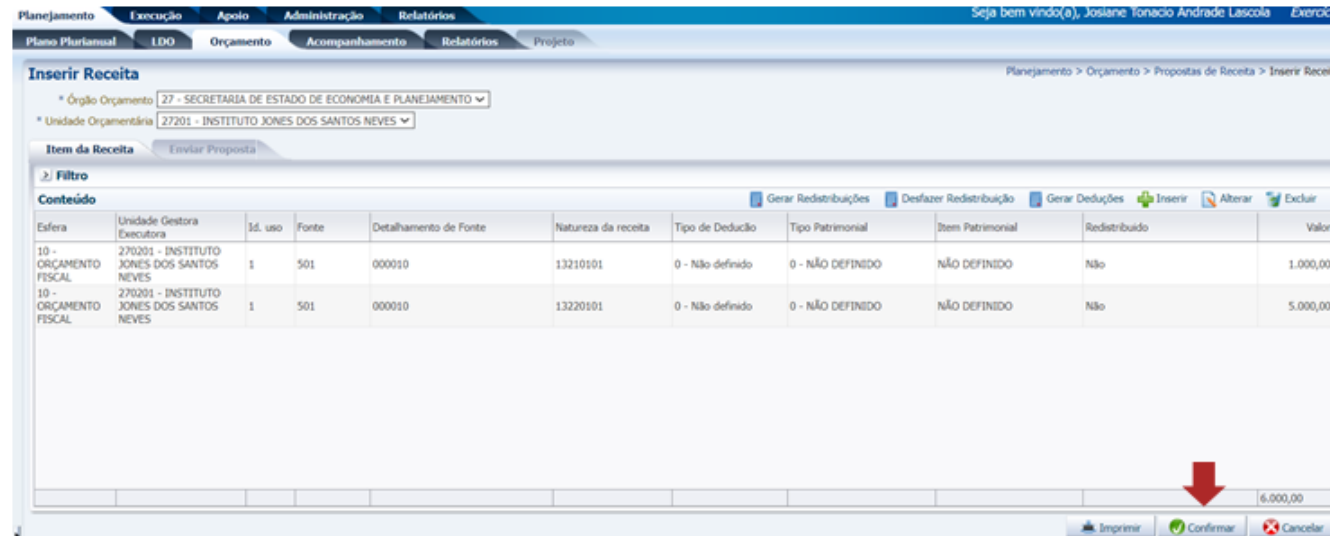 Planejamento Execução Apoio Administração Relatórios Seja bem vindo(a), Josiane Tonacio Andrade Lascola
Plano Plurianual LDO Orçamento Acompanhamento Relatórios Projeto
Inserir Receita Planejamento > Orçamento > Propostas de Receita > Inserir Recei
* Órgão Orçamento 27 - SECRETARIA DE ESTADO DE ECONOMIA E PLANEJAMENTO
* Unidade Orçamentária 27201 - INSTITUTO JONES DOS SANTOS NEVES
Item da Receita Enviar Proposta
Filtro
Conteúdo Gerar Redistribuições Desfazer Redistribuição Gerar Deduções Inserir Alterar Excluir
Esfera Unidade Gestora Executora Id. uso Fonte Detalhamento de Fonte Natureza da receita Tipo de Dedução Tipo Patrimonial Item Patrimonial Redistribuido Valor
10 - ORÇAMENTO FISCAL 270201 - INSTITUTO JONES DOS SANTOS NEVES 1 501 000010 13210101 0 - Não definido 0 - NÃO DEFINIDO NÃO DEFINIDO Não 1.000,00
10 - ORÇAMENTO FISCAL 270201 - INSTITUTO JONES DOS SANTOS NEVES 1 501 000010 13220101 0 - Não definido 0 - NÃO DEFINIDO NÃO DEFINIDO Não 5.000,00
6.000,00
Imprimir Confirmar Cancelar